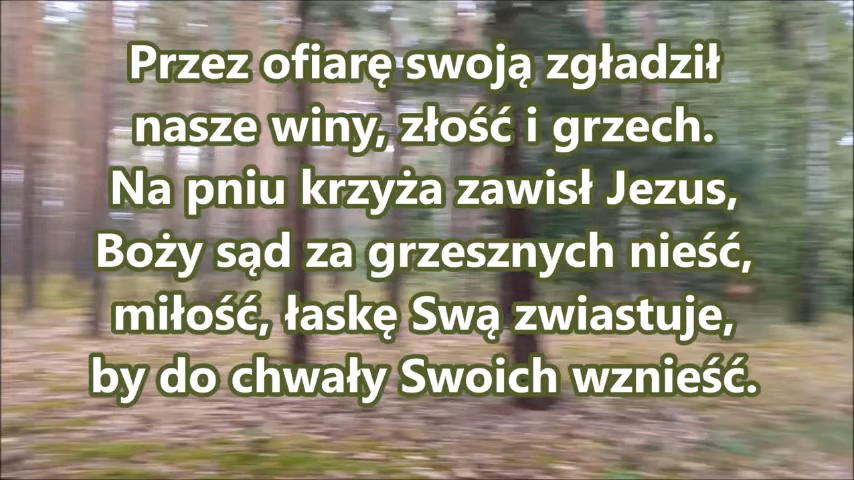 Przez ofiarę swoją zgładził
nasze winy, złość i grzech.
Na pniu krzyża zawisł Jezus,
Boży sąd za grzesznych nieść,
miłość, łaskę Swą zwiastuje,
by do chwały Swoich wznieść.